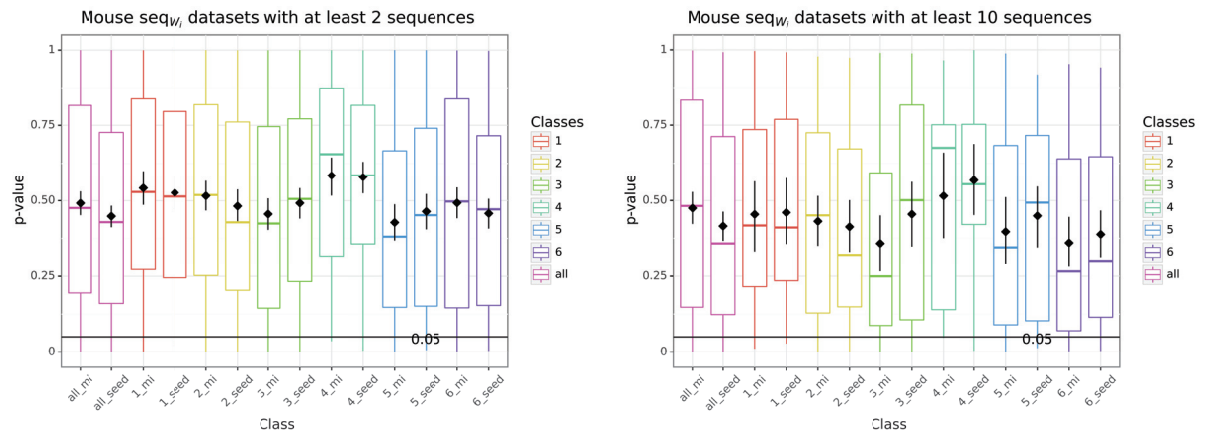 Mouse seqWᵢ datasets with at least 2 sequences
1
0.75
0.50
0.25
0
p-value
0.05
all_mi
all_seed
1_mi
1_seed
2_mi
2_seed
3_mi
3_seed
4_mi
4_seed
5_mi
5_seed
6_mi
6_seed
Class
Classes
1
2
3
4
5
6
all
Mouse seqWᵢ datasets with at least 10 sequences
1
0.75
0.50
0.25
0
p-value
0.05
all_mi
all_seed
1_mi
1_seed
2_mi
2_seed
3_mi
3_seed
4_mi
4_seed
5_mi
5_seed
6_mi
6_seed
Class
Classes
1
2
3
4
5
6
all